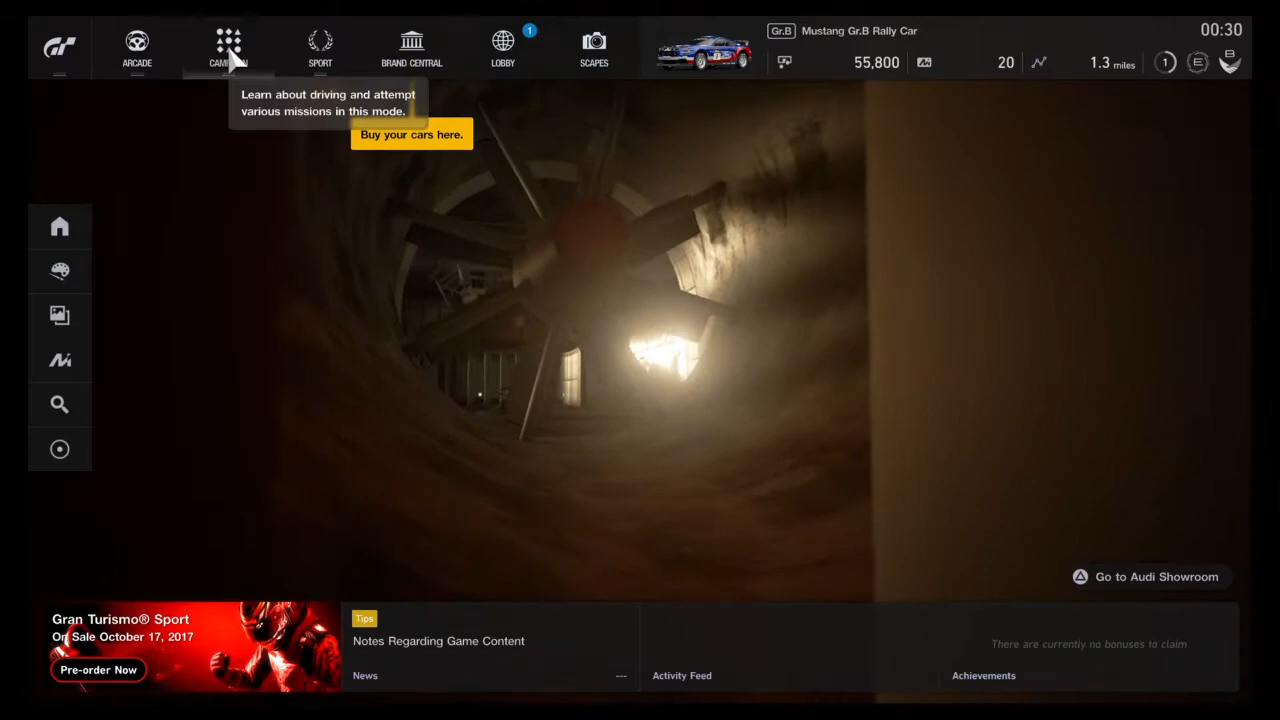 ARCADE
SPORT
BRAND CENTRAL
LOBBY
1
SCAPES
Gr.B Mustang Gr.B Rally Car
55,800
20
1.3 miles
1
E
B
00:30
Learn about driving and attempt
various missions in this mode.
Buy your cars here.
Go to Audi Showroom
Gran Turismo® Sport
On Sale October 17, 2017
Pre-order Now
Tips
Notes Regarding Game Content
News
---
Activity Feed
There are currently no bonuses to claim
Achievements